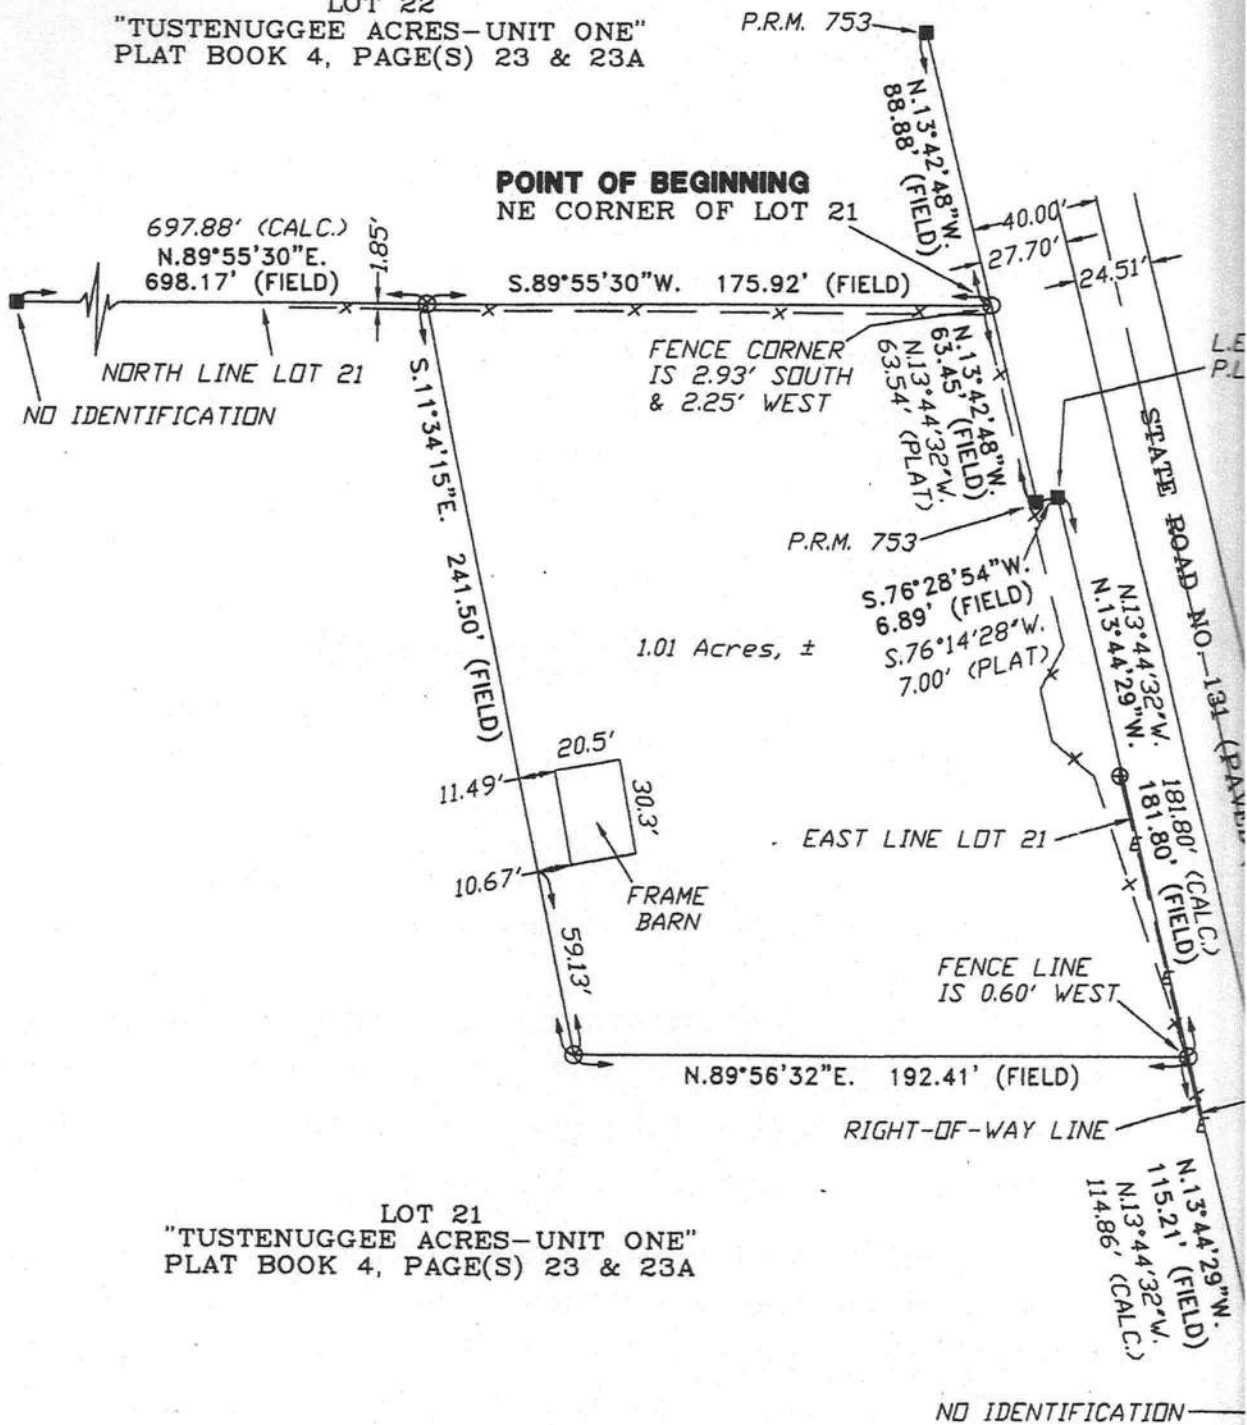 LOT 22
"TUSTENUGGEE ACRES-UNIT ONE"
PLAT BOOK 4, PAGE(S) 23 & 23A
P.R.M. 753
N.13°42'48"W.
88.88' (FIELD)
POINT OF BEGINNING
NE CORNER OF LOT 21
697.88' (CALC.)
N.89°55'30"E.
698.17' (FIELD)
1.85'
S.89°55'30"W. 175.92' (FIELD)
40.00'
27.70'
24.51'
NORTH LINE LOT 21
NO IDENTIFICATION
FENCE CORNER
IS 2.93' SOUTH
& 2.25' WEST
N.13°42'48"W.
63.45' (FIELD)
N.13°44'32"W.
63.54' (PLAT)
S.11°34'15"E. 241.50' (FIELD)
P.R.M. 753
S.76°28'54"W.
6.89' (FIELD)
S.76°14'28"W.
7.00' (PLAT)
STATE ROAD NO. 131 (PAVED
1.01 Acres, ±
N.13°44'32"W. 181.80' (CALC.)
N.13°44'29"W. 181.80' (FIELD)
20.5'
11.49'
30.3'
10.67'
FRAME
BARN
EAST LINE LOT 21
E
59.13'
FENCE LINE
IS 0.60' WEST
E
N.89°56'32"E. 192.41' (FIELD)
RIGHT-OF-WAY LINE
E
N.13°44'29"W.
115.21' (FIELD)
N.13°44'32"W.
114.86' (CALC.)
LOT 21
"TUSTENUGGEE ACRES-UNIT ONE"
PLAT BOOK 4, PAGE(S) 23 & 23A
NO IDENTIFICATION